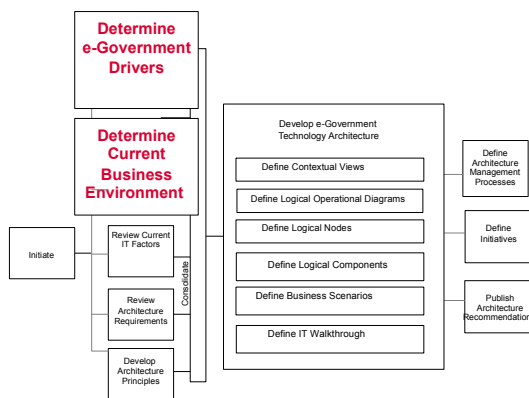 Determine
e-Government
Drivers
Determine
Current
Business
Environment
Initiate
Review Current
IT Factors
Review
Architecture
Requirements
Develop
Architecture
Principles
Consolidate
Develop e-Government
Technology Architecture
Define Contextual Views
Define Logical Operational Diagrams
Define Logical Nodes
Define Logical Components
Define Business Scenarios
Define IT Walkthrough
Define
Architecture
Management
Processes
Define
Initiatives
Publish
Architecture
Recommendation